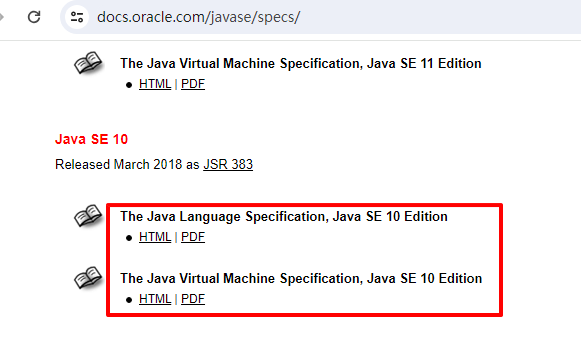 docs.oracle.com/javase/specs/
The Java Virtual Machine Specification, Java SE 11 Edition
• HTML | PDF
Java SE 10
Released March 2018 as JSR 383
The Java Language Specification, Java SE 10 Edition
• HTML | PDF
The Java Virtual Machine Specification, Java SE 10 Edition
• HTML | PDF